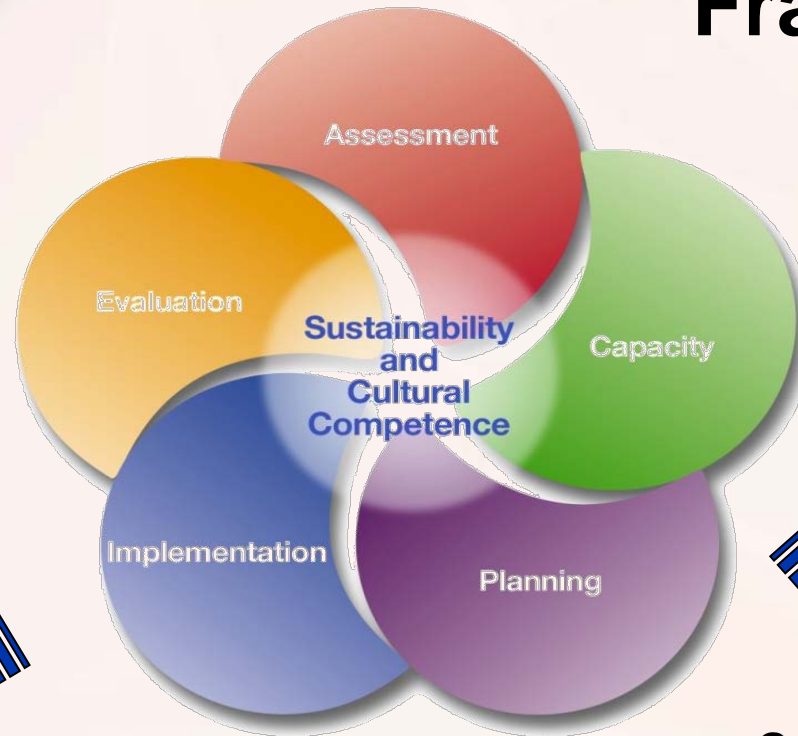 Fra
Assessment
Evaluation
Capacity
Sustainability
and
Cultural
Competence
Implementation
Planning